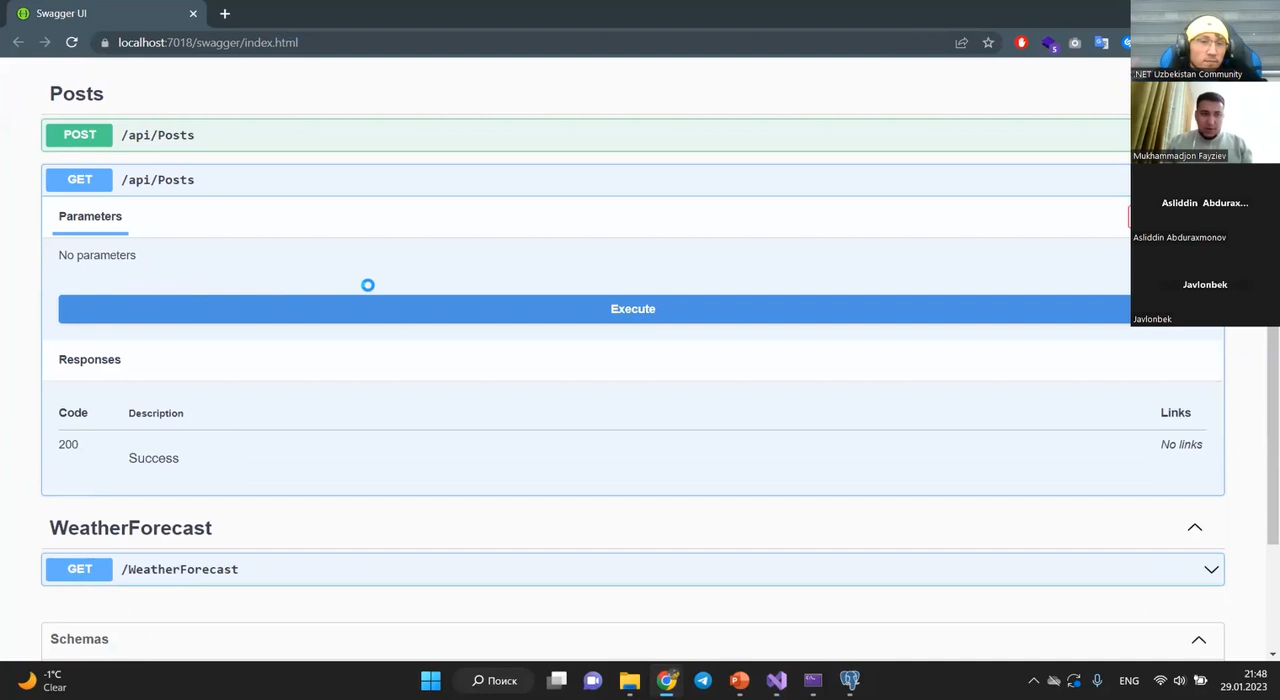 Swagger UI
localhost:7018/swagger/index.html
5
.NET Uzbekistan Community
Mukhammadjon Fayziev
Asliddin Abdurax...
Asliddin Abduraxmonov
Javlonbek
Javlonbek
Posts
POST /api/Posts
GET /api/Posts
Parameters
No parameters
Execute
Responses
Code Description Links
200 Success No links
WeatherForecast
GET /WeatherForecast
Schemas
-1°C
Clear
Поиск
ENG
21:48
29.01.2023